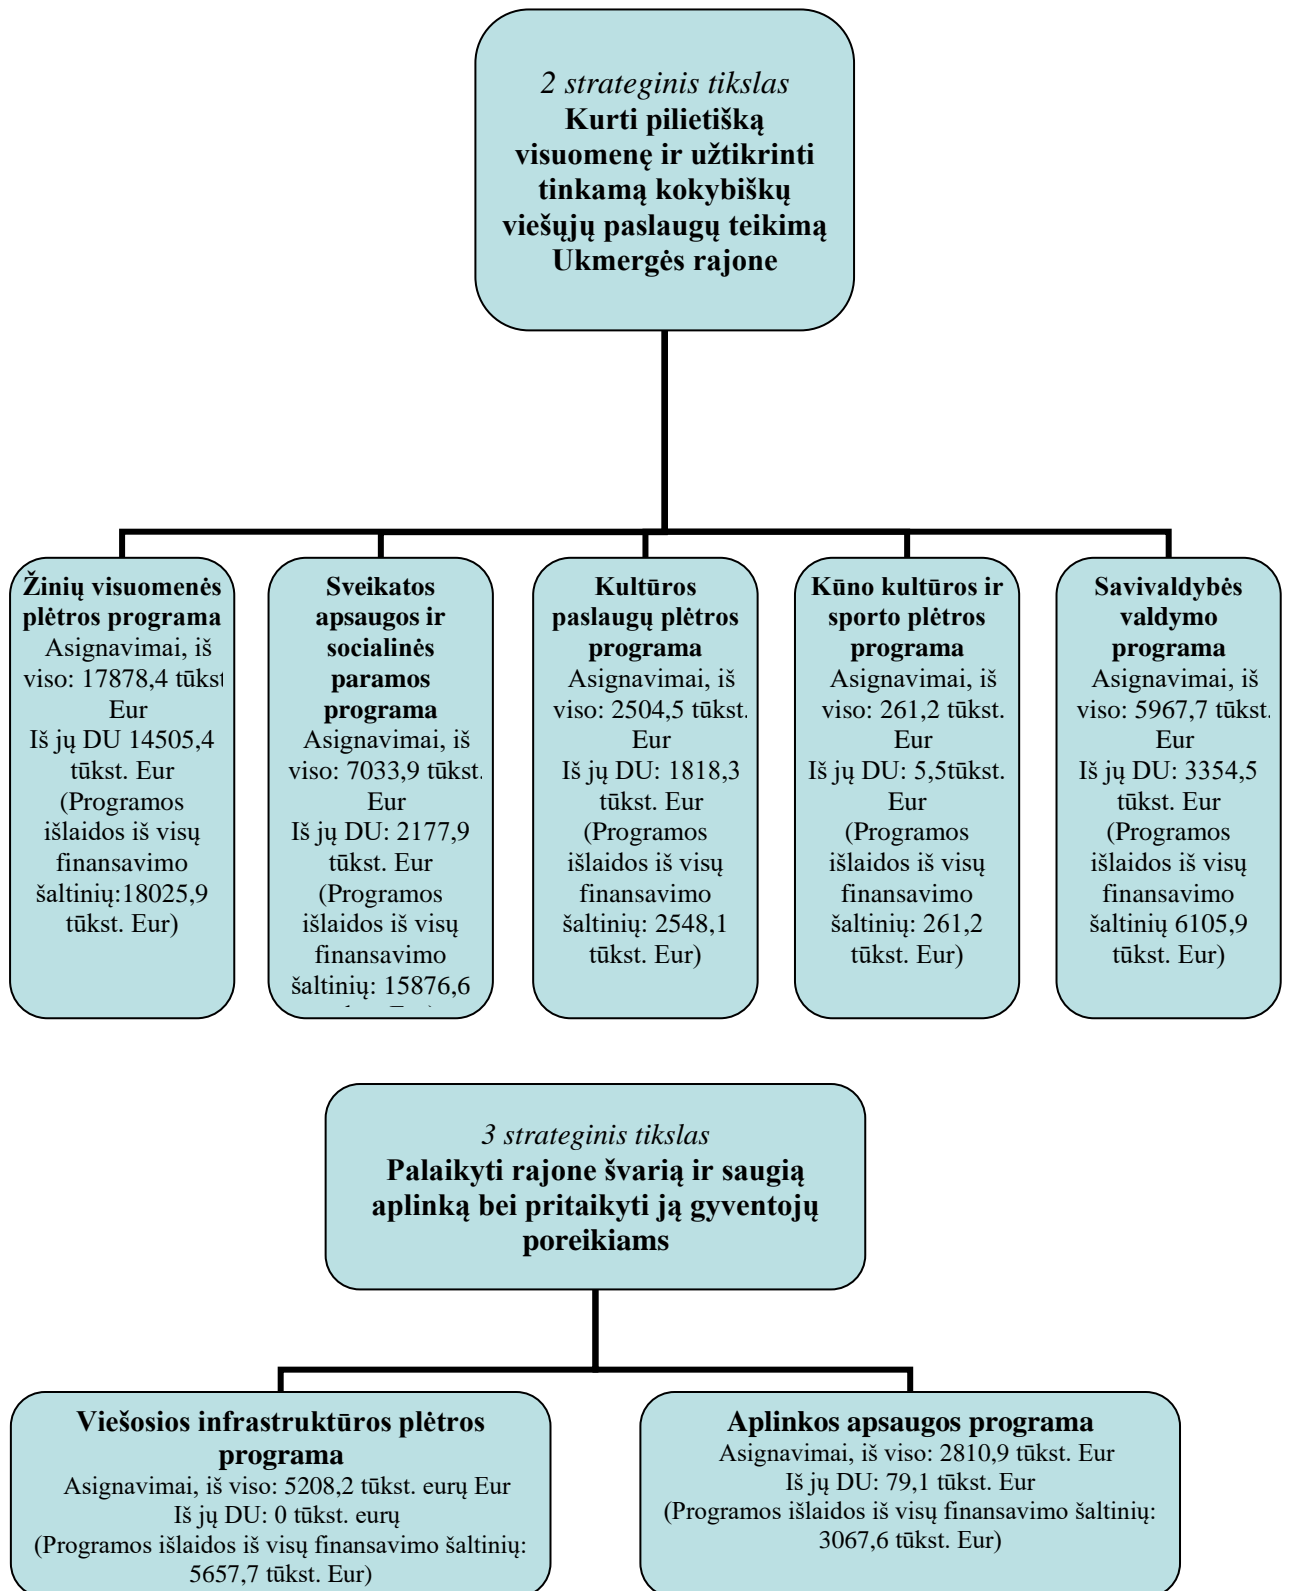 2 strateginis tikslas
Kurti pilietišką
visuomenę ir užtikrinti
tinkamą kokybiškų
viešųjų paslaugų teikimą
Ukmergės rajone
Žinių visuomenės
plėtros programa
Asignavimai, iš
viso: 17878,4 tūkst
Eur
Iš jų DU 14505,4
tūkst. Eur
(Programos
išlaidos iš visų
finansavimo
šaltinių:18025,9
tūkst. Eur)
Sveikatos
apsaugos ir
socialinės
paramos
programa
Asignavimai, iš
viso: 7033,9 tūkst.
Eur
Iš jų DU: 2177,9
tūkst. Eur
(Programos
išlaidos iš visų
finansavimo
šaltinių: 15876,6
Kultūros
paslaugų plėtros
programa
Asignavimai, iš
viso: 2504,5 tūkst.
Eur
Iš jų DU: 1818,3
tūkst. Eur
(Programos
išlaidos iš visų
finansavimo
šaltinių: 2548,1
tūkst. Eur)
Kūno kultūros ir
sporto plėtros
programa
Asignavimai, iš
viso: 261,2 tūkst.
Eur
Iš jų DU: 5,5tūkst.
Eur
(Programos
išlaidos iš visų
finansavimo
šaltinių: 261,2
tūkst. Eur)
Savivaldybės
valdymo
programa
Asignavimai, iš
viso: 5967,7 tūkst.
Eur
Iš jų DU: 3354,5
tūkst. Eur
(Programos
išlaidos iš visų
finansavimo
šaltinių 6105,9
tūkst. Eur)
3 strateginis tikslas
Palaikyti rajone švarią ir saugią
aplinką bei pritaikyti ją gyventojų
poreikiams
Viešosios infrastruktūros plėtros
programa
Asignavimai, iš viso: 5208,2 tūkst. eurų Eur
Iš jų DU: 0 tūkst. eurų
(Programos išlaidos iš visų finansavimo šaltinių:
5657,7 tūkst. Eur)
Aplinkos apsaugos programa
Asignavimai, iš viso: 2810,9 tūkst. Eur
Iš jų DU: 79,1 tūkst. Eur
(Programos išlaidos iš visų finansavimo šaltinių:
3067,6 tūkst. Eur)